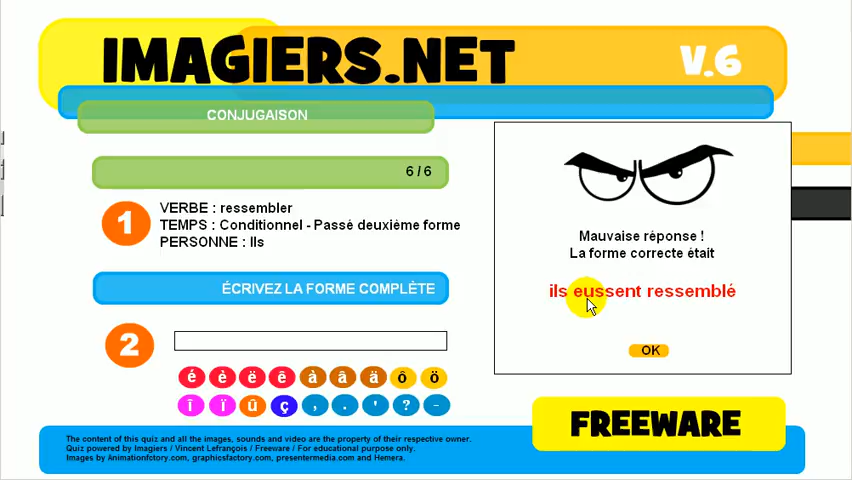 IMAGIERS.NET
V.6
CONJUGAISON
6 / 6
1
VERBE : ressembler
TEMPS : Conditionnel - Passé deuxième forme
PERSONNE : Ils
ÉCRIVEZ LA FORME COMPLÈTE
2
é è ë ê à â ä ô ö
î ï û ç , . ' ? -
Mauvaise réponse !
La forme correcte était
ils eussent ressemblé
OK
FREEWARE
The content of this quiz and all the images, sounds and video are the property of their respective owner.
Quiz powered by Imagiers / Vincent Lefrançois / Freeware / For educational purpose only.
Images by Animationfctory.com, graphicsfactory.com, presentermedia.com and Hemera.